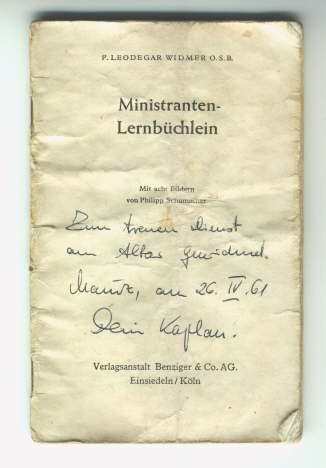 P. LEODEGAR WIDMER O.S.B.
Ministranten-
Lernbüchlein
Mit acht Bildern
von Philipp Schumacher
Zum treuen Dienst
am Altar gewidmet.
am 26. IV. 61
Dein Kaplan.
Verlagsanstalt Benziger & Co. AG.
Einsiedeln/Köln